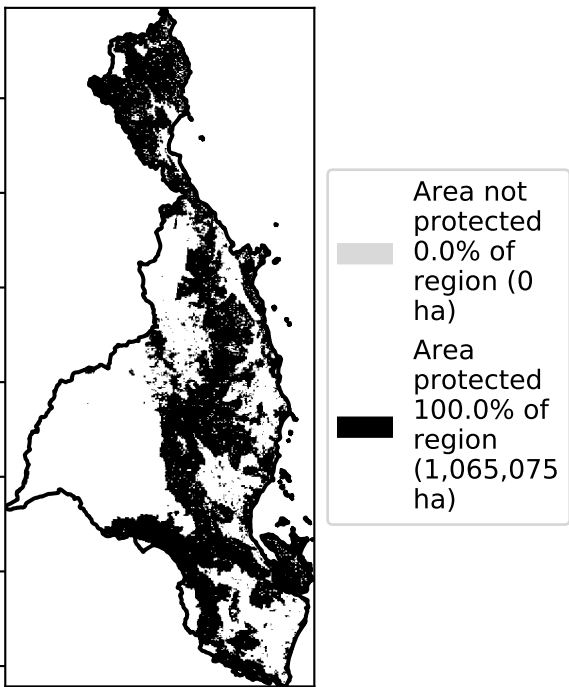 Area not
protected
0.0% of
region (0
ha)
Area
protected
100.0% of
region
(1,065,075
ha)